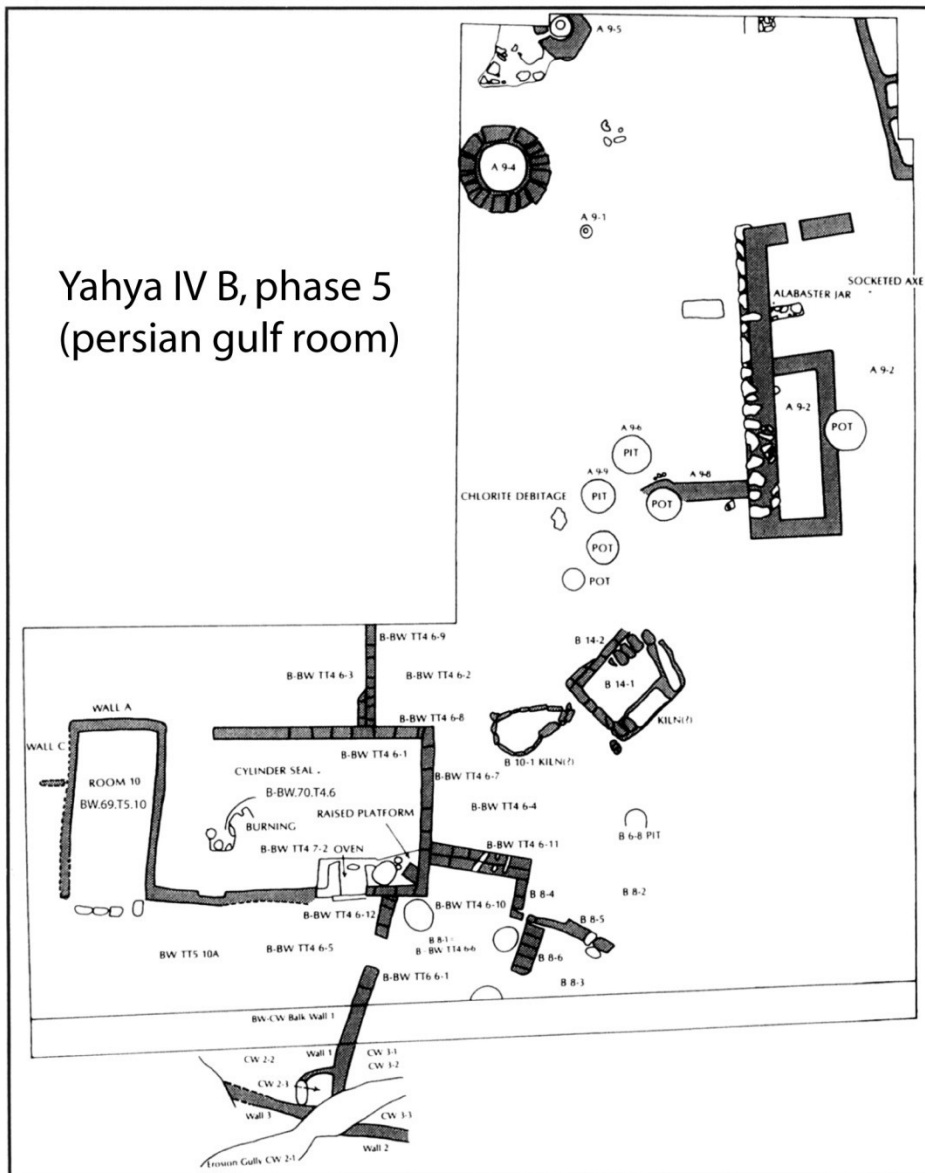 A 9-5
A 9-4
A 9-1
Yahya IV B, phase 5
(persian gulf room)
SOCKETED AXE
ALABASTER JAR
A 9-2
A 9-2
POT
A 9-6
PIT
A 9-9
PIT
A 9-8
POT
CHLORITE DEBITAGE
POT
POT
B-BW TT4 6-9
B-BW TT4 6-3
B-BW TT4 6-2
B 14-2
B 14-1
KILN(?)
WALL A
B-BW TT4 6-8
WALL C
B-BW TT4 6-1
B 10-1 KILN(?)
CYLINDER SEAL
B-BW TT4 6-7
ROOM 10
BW.69.T5.10
B-BW.70.T4.6
RAISED PLATFORM
B-BW TT4 6-4
BURNING
B 6-8 PIT
B-BW TT4 7-2 OVEN
B-BW TT4 6-11
B-BW TT4 6-12
B-BW TT4 6-10
B 8-4
B 8-2
B 8-5
BW TT5 10A
B-BW TT4 6-5
B 8-1
B-BW TT4 6-6
B 8-6
B-BW TT6 6-1
B 8-3
BW-CW Balk Wall 1
CW 2-2
Wall 1
CW 3-1
CW 3-2
CW 2-3
Wall 3
CW 3-3
Wall 2
Erosion Gully CW 2-1